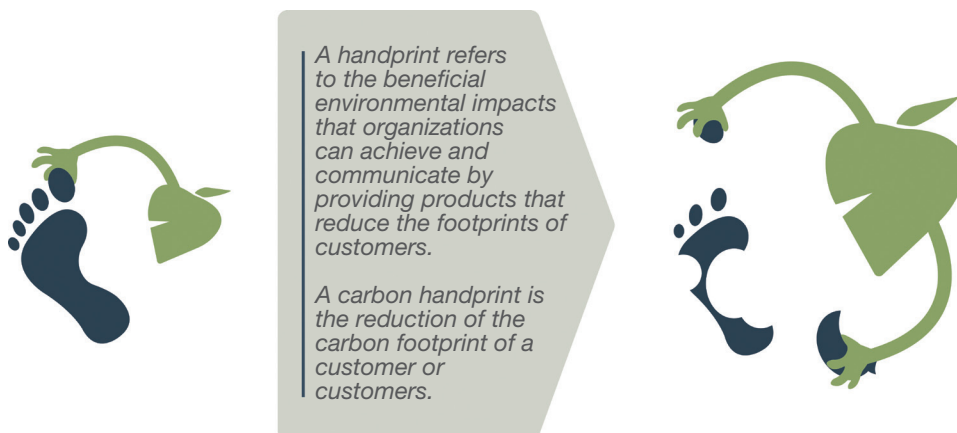 A handprint refers
to the beneficial
environmental impacts
that organizations
can achieve and
communicate by
providing products that
reduce the footprints of
customers.
A carbon handprint is
the reduction of the
carbon footprint of a
customer or
customers.